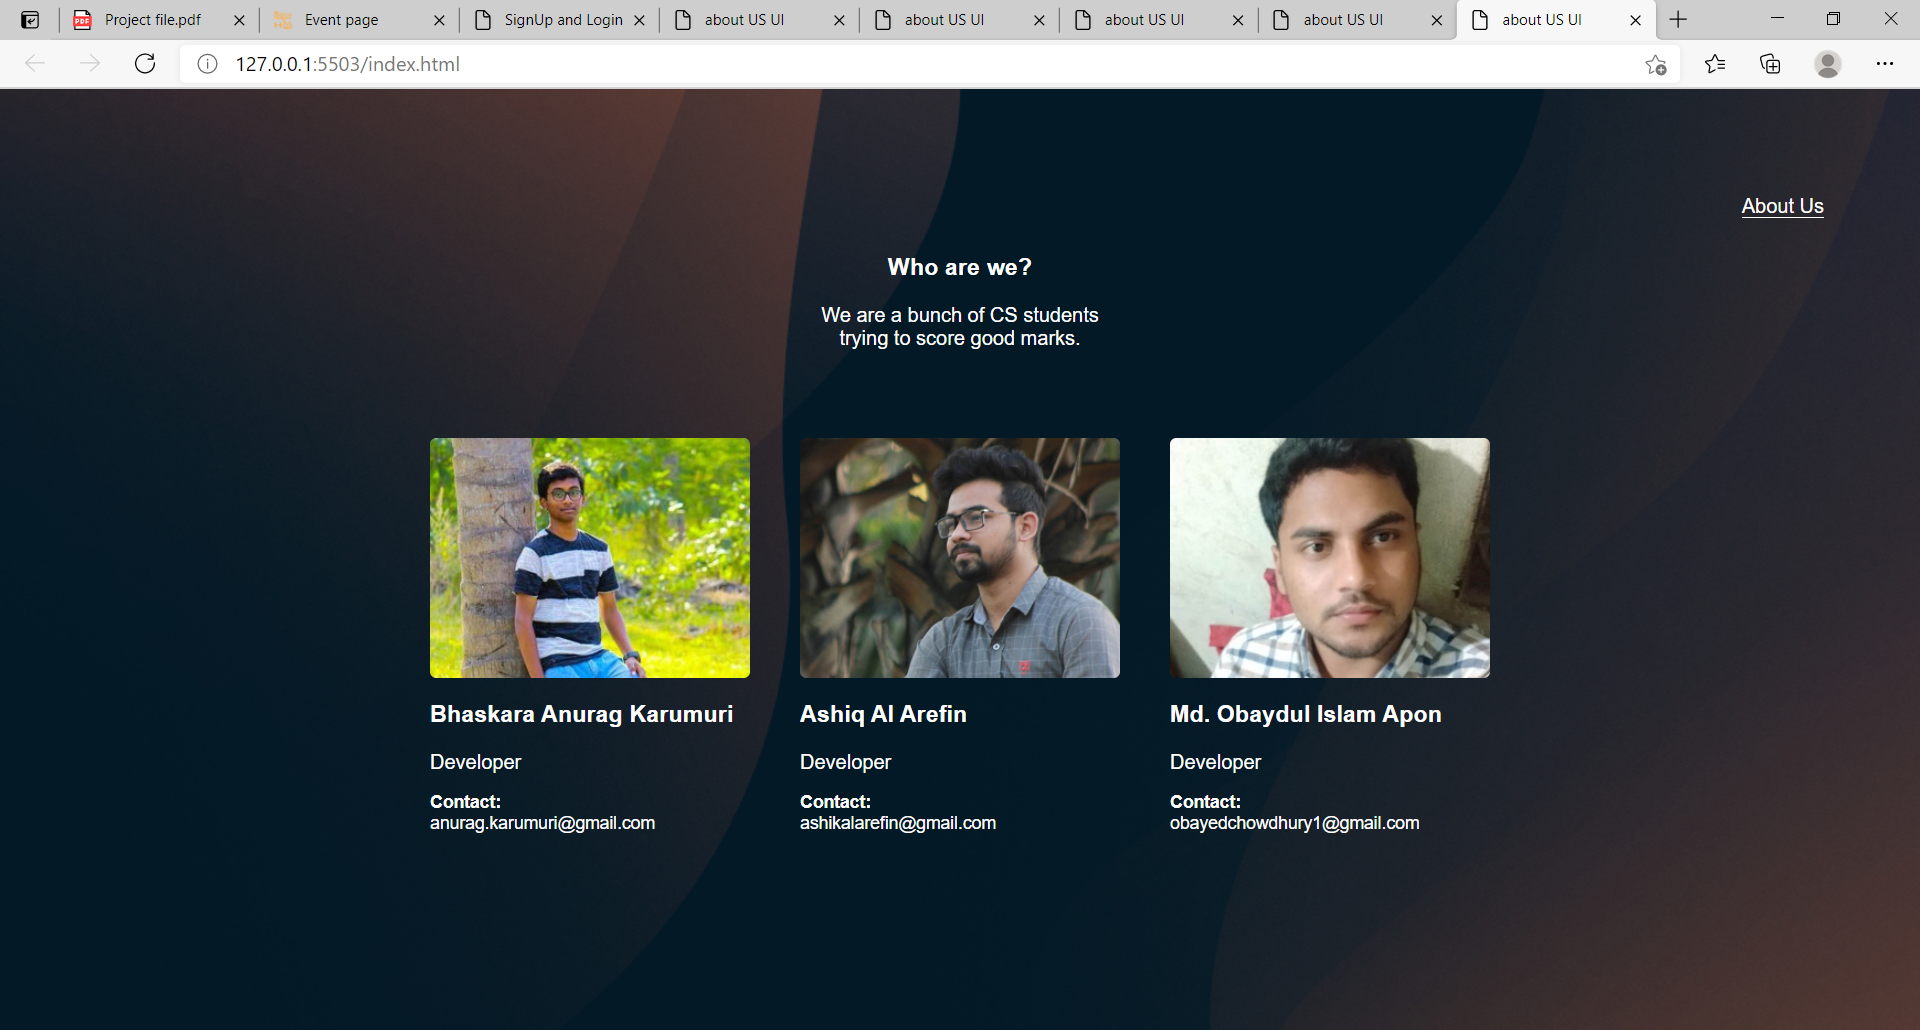 Project file.pdf
Event page
SignUp and Login
about US UI
about US UI
about US UI
about US UI
about US UI
127.0.0.1:5503/index.html
About Us
Who are we?
We are a bunch of CS students
trying to score good marks.
Bhaskara Anurag Karumuri
Developer
Contact:
anurag.karumuri@gmail.com
Ashiq Al Arefin
Developer
Contact:
ashikalarefin@gmail.com
Md. Obaydul Islam Apon
Developer
Contact:
obayedchowdhury1@gmail.com